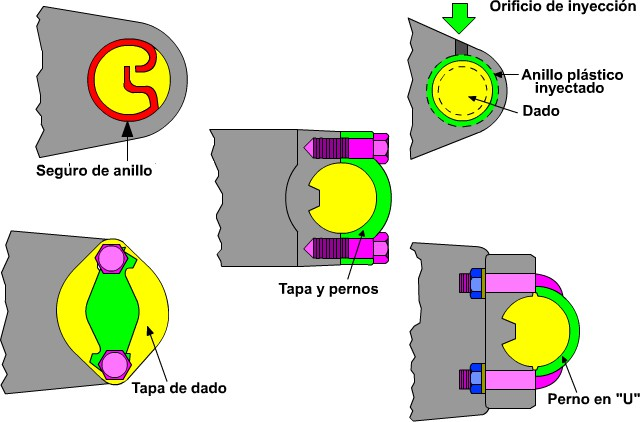 Orificio de inyección
Anillo plástico
inyectado
Dado
Seguro de anillo
Tapa y pernos
Tapa de dado
Perno en "U"